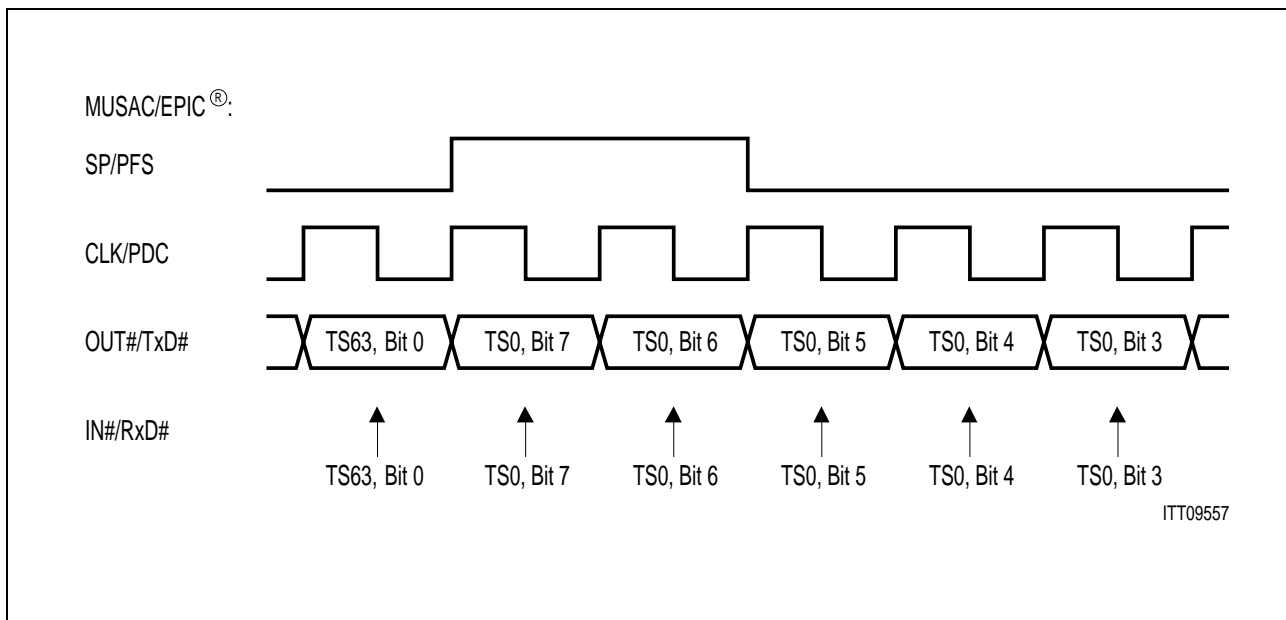 MUSAC/EPIC®:
SP/PFS
CLK/PDC
OUT#/TxD# TS63, Bit 0 TS0, Bit 7 TS0, Bit 6 TS0, Bit 5 TS0, Bit 4 TS0, Bit 3
IN#/RxD#
TS63, Bit 0 TS0, Bit 7 TS0, Bit 6 TS0, Bit 5 TS0, Bit 4 TS0, Bit 3
ITT09557